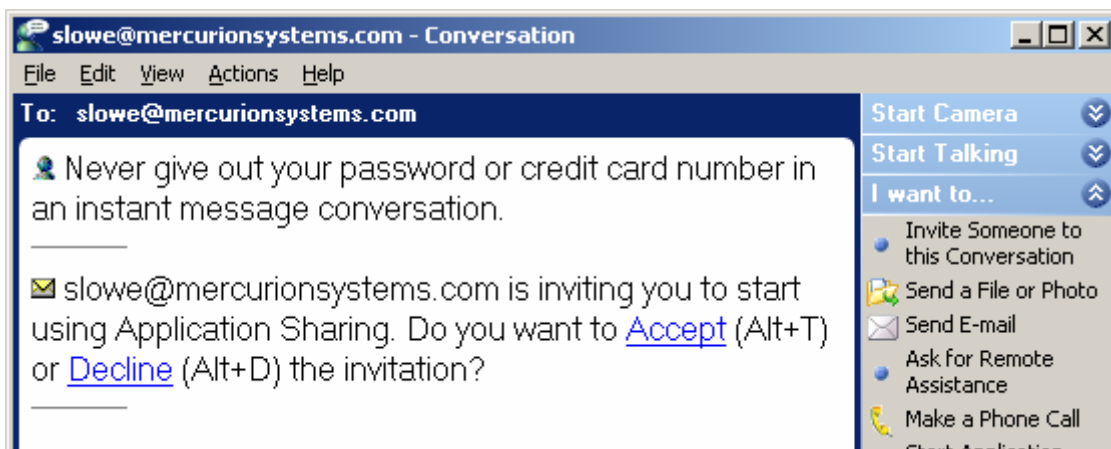 slowe@mercurionsystems.com - Conversation
File Edit View Actions Help
To: slowe@mercurionsystems.com
Never give out your password or credit card number in
an instant message conversation.
slowe@mercurionsystems.com is inviting you to start
using Application Sharing. Do you want to Accept (Alt+T)
or Decline (Alt+D) the invitation?
Start Camera
Start Talking
I want to...
Invite Someone to
this Conversation
Send a File or Photo
Send E-mail
Ask for Remote
Assistance
Make a Phone Call
Start Application